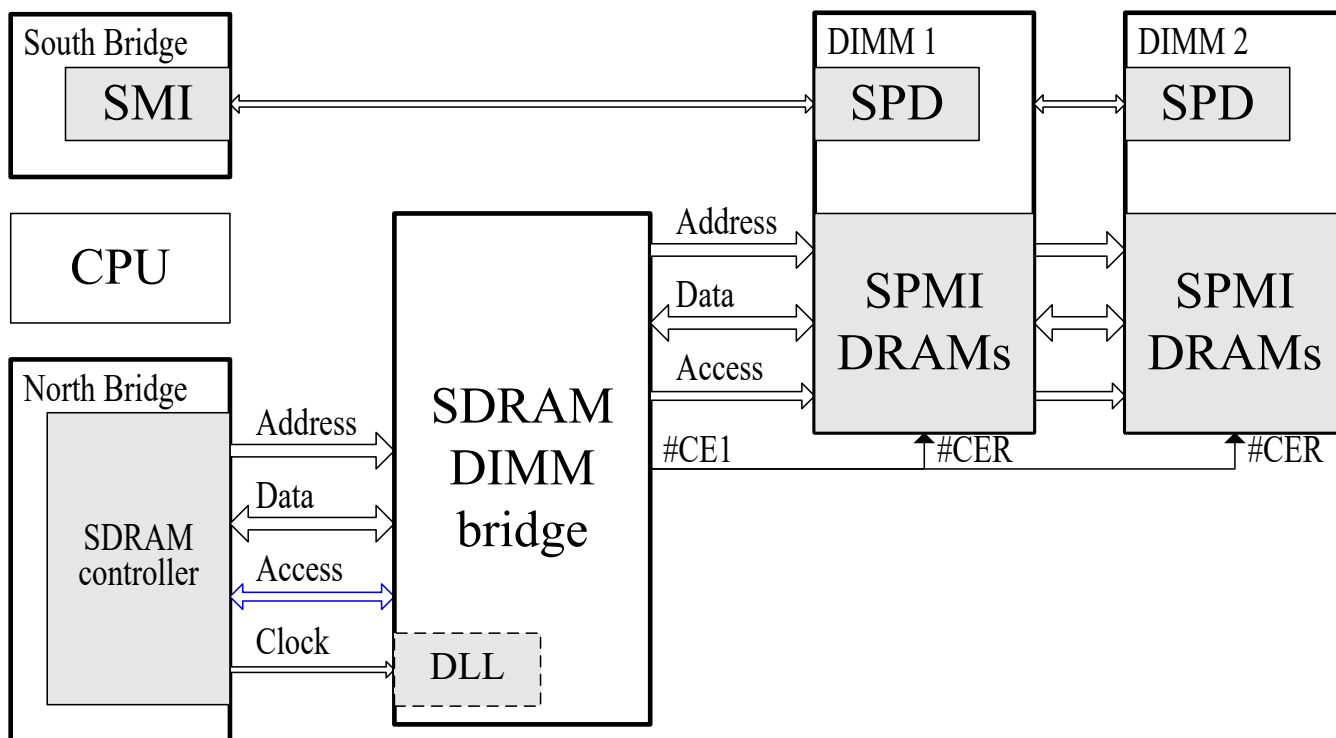 South Bridge
SMI
DIMM 1
SPD
DIMM 2
SPD
CPU
Address
Data
Access
SPMI
DRAMs
SPMI
DRAMs
#CE1
#CER
#CER
North Bridge
SDRAM
controller
Address
Data
Access
Clock
SDRAM
DIMM
bridge
DLL